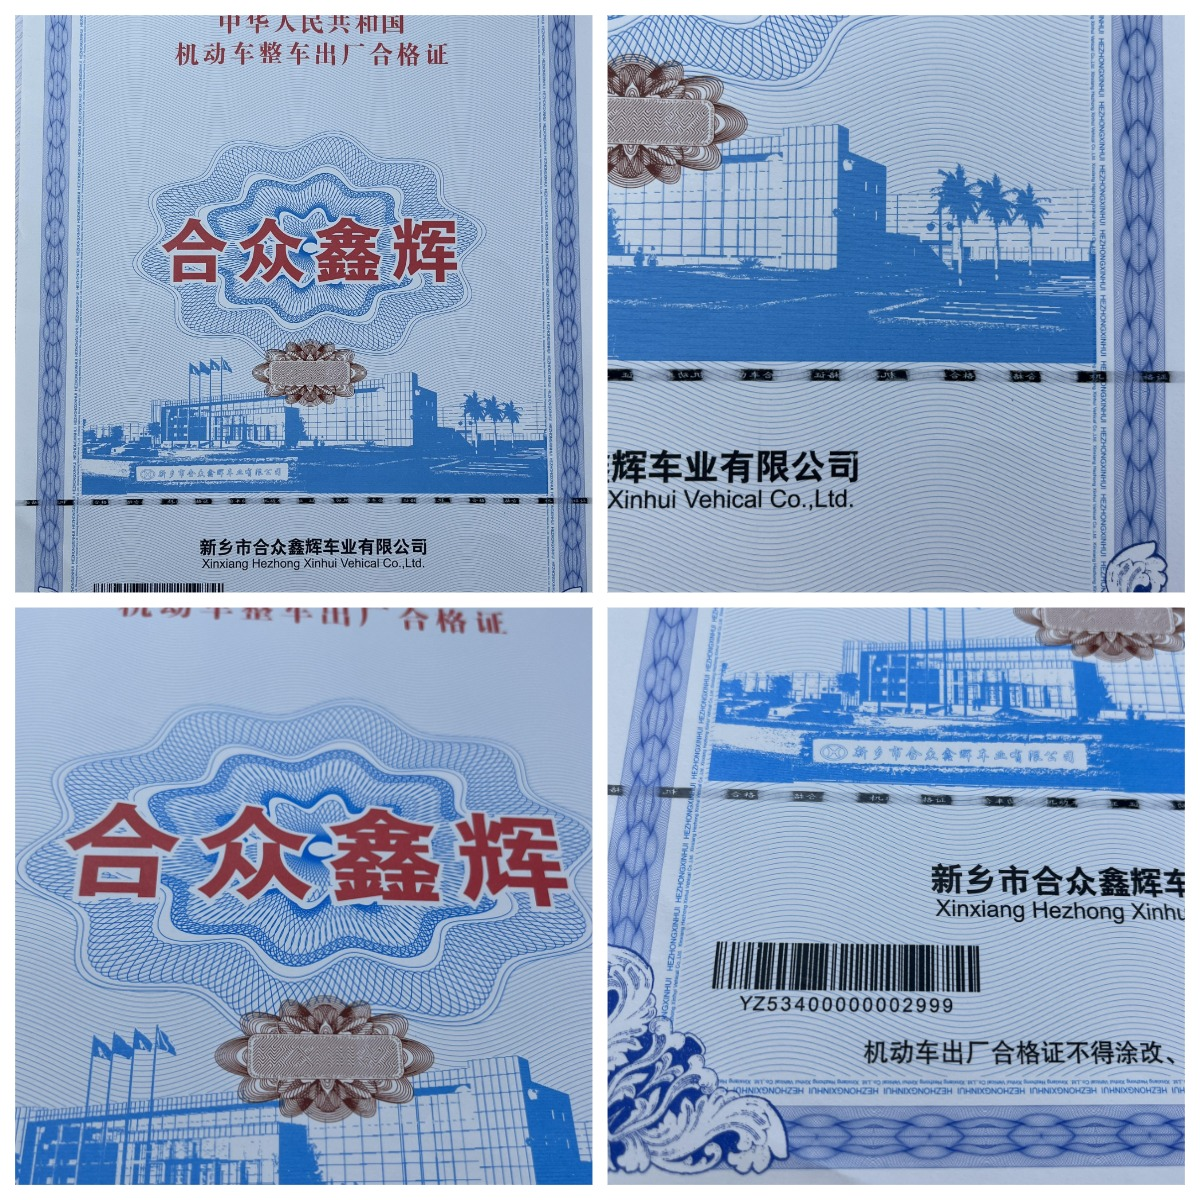 中华人民共和国
机动车整车出厂合格证
合众鑫辉
新乡市合众鑫辉车业有限公司
新乡市合众鑫辉车业有限公司
Xinxiang Hezhong Xinhui Vehical Co.,Ltd.
辉车业有限公司
Xinhui Vehical Co.,Ltd.
机动车整车出厂合格证
合众鑫辉
新乡市合众鑫辉车业有限公司
新乡市合众鑫辉车
Xinxiang Hezhong Xinhu
YZ53400000002999
机动车出厂合格证不得涂改、
HEZHONGXINHUI